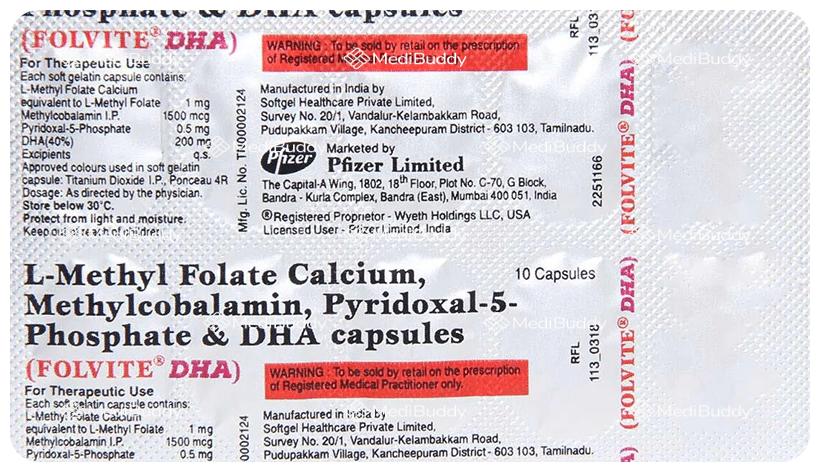 Phosphate & DHA capsules
(FOLVITE® DHA)
For Therapeutic Use
Each soft gelatin capsule contains:
L-Methyl Folate Calcium
equivalent to L-Methyl Folate 1 mg
Methylcobalamin I.P. 1500 mcg
Pyridoxal-5-Phosphate 0.5 mg
DHA(40%) 200 mg
Excipients q.s.
Approved colours used in soft gelatin
capsule: Titanium Dioxide I.P., Ponceau 4R
Dosage: As directed by the physician.
Store below 30°C.
Protect from light and moisture.
Keep out of reach of children
Mfg. Lic. No. TN00002124
WARNING : To be sold by retail on the prescription
of Registered
MediBuddy
Manufactured in India by
Softgel Healthcare Private Limited,
Survey No. 20/1, Vandalur-Kelambakkam Road,
Pudupakkam Village, Kancheepuram District - 603 103, Tamilnadu.
Pfizer
Marketed by
Pfizer Limited
The Capital-A Wing, 1802, 18th Floor, Plot No. C-70, G Block,
Bandra - Kurla Complex, Bandra (East), Mumbai 400 051, India
®Registered Proprietor - Wyeth Holdings LLC, USA
Licensed User - Pfizer Limited, India
RFL
113_03
2251166
(FOLVITE® DHA)
L-Methyl Folate Calcium,
Methylcobalamin, Pyridoxal-5-
Phosphate & DHA capsules
(FOLVITE® DHA)
10 Capsules
WARNING : To be sold by retail on the prescription
of Registered Medical Practitioner only.
For Therapeutic Use
Each soft gelatin capsule contains:
L-Methyl Folate Calcium
equivalent to L-Methyl Folate 1 mg
Methylcobalamin I.P. 1500 mcg
Pyridoxal-5-Phosphate 0.5 mg
0002124
Manufactured in India by
Softgel Healthcare Private Limited,
Survey No. 20/1, Vandalur-Kelambakkam Road,
Pudupakkam Village, Kancheepuram District - 603 103, Tamilnadu.
RFL
113_0318
(FOLVITE® DHA)